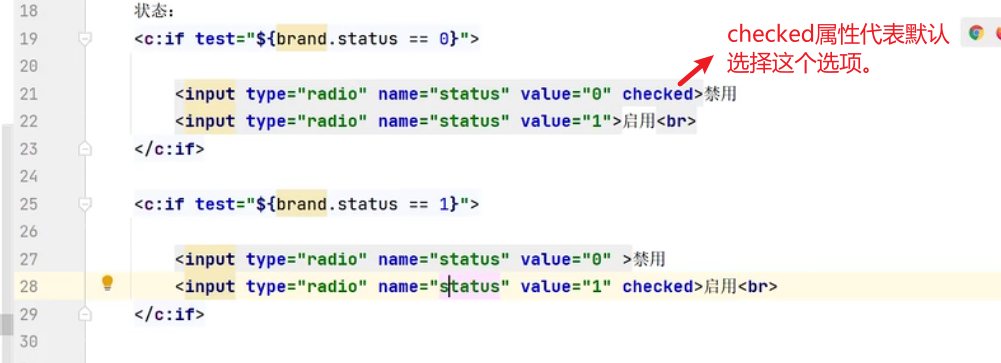 18 状态:
19 <c:if test="${brand.status == 0}">
checked属性代表默认
选择这个选项。
20
21 <input type="radio" name="status" value="0" checked>禁用
22 <input type="radio" name="status" value="1">启用<br>
23 </c:if>
24
25 <c:if test="${brand.status == 1}">
26
27 <input type="radio" name="status" value="0" >禁用
28 <input type="radio" name="status" value="1" checked>启用<br>
29 </c:if>
30